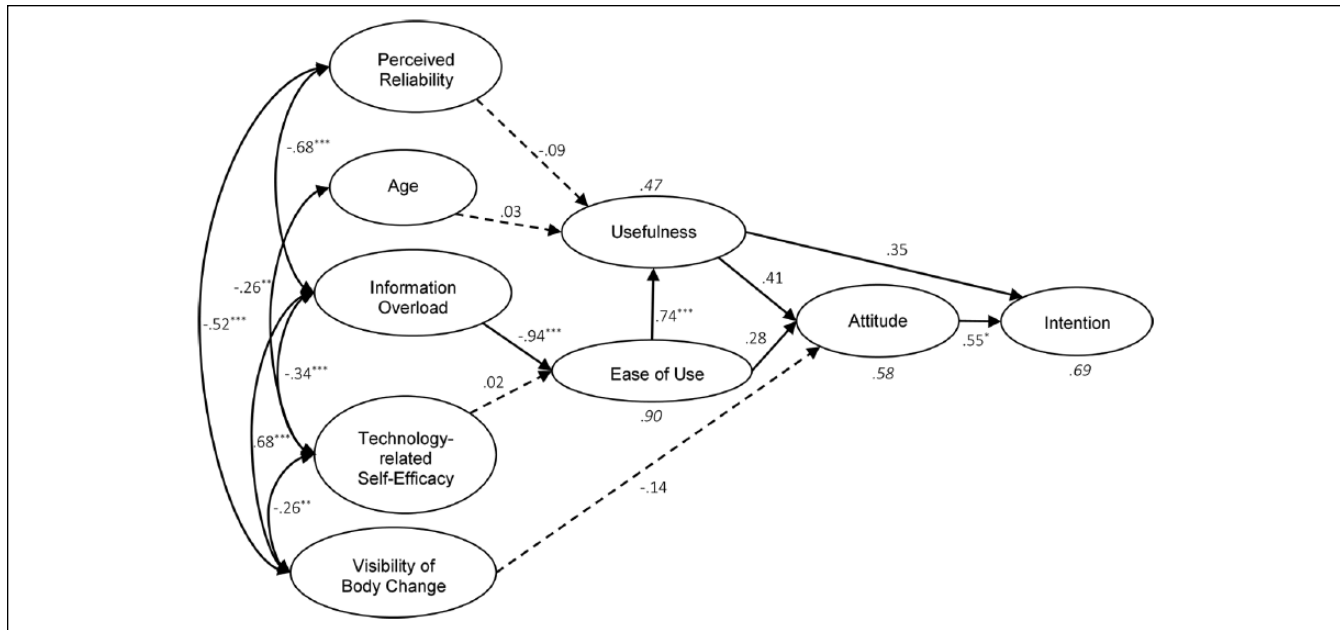 Perceived
Reliability
-.68***
-.09
Age
.47
.03
Usefulness
.35
-.26**
Information
Overload
.41
-.52***
-.94***
.74***
.28
Attitude
.55*
Intention
-.34***
.02
Ease of Use
.58
.69
.90
.68***
Technology-
related
Self-Efficacy
-.14
-.26**
Visibility of
Body Change